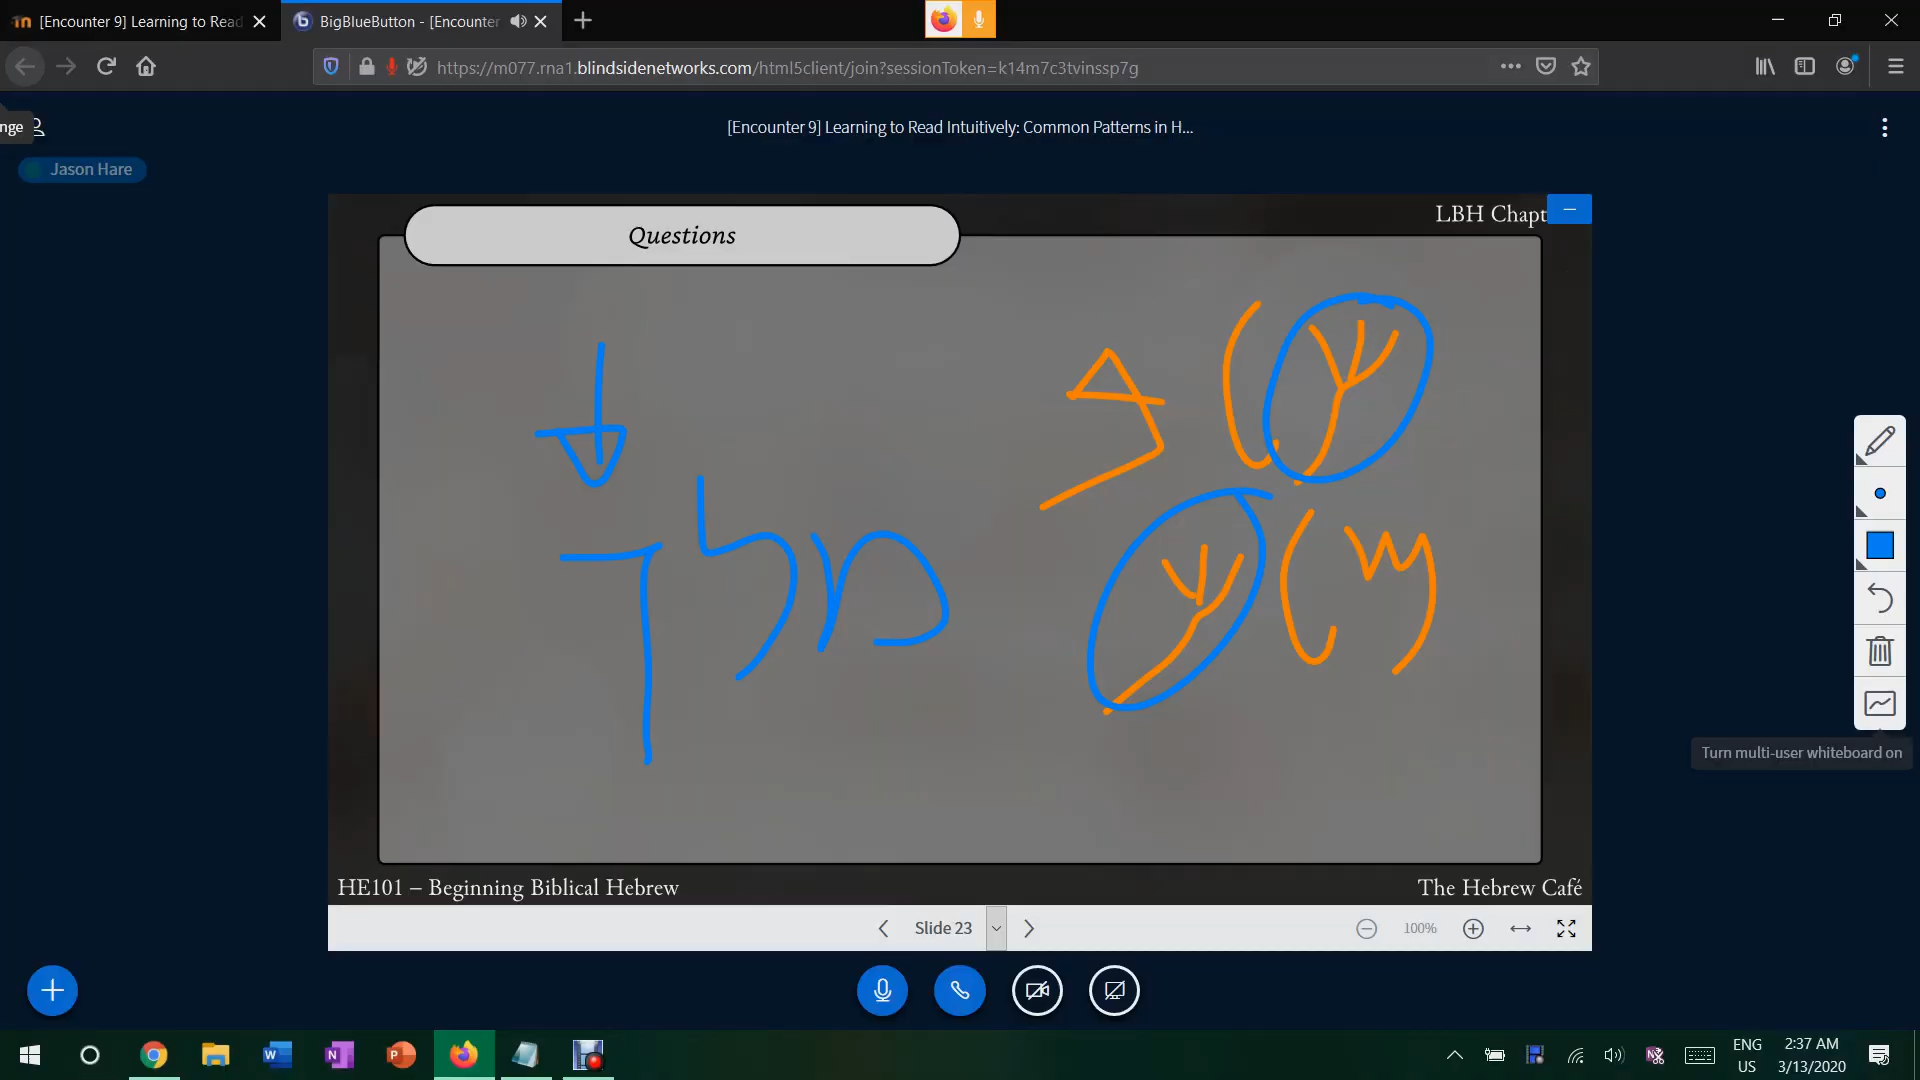 [Encounter 9] Learning to Read
BigBlueButton - [Encounter
https://m077.rna1.blindsidenetworks.com/html5client/join?sessionToken=k14m7c3tvinssp7g
nge
[Encounter 9] Learning to Read Intuitively: Common Patterns in H...
Jason Hare
LBH Chapt
Questions
מלך
HE101 – Beginning Biblical Hebrew
The Hebrew Café
Turn multi-user whiteboard on
Slide 23
100%
ENG
US
2:37 AM
3/13/2020